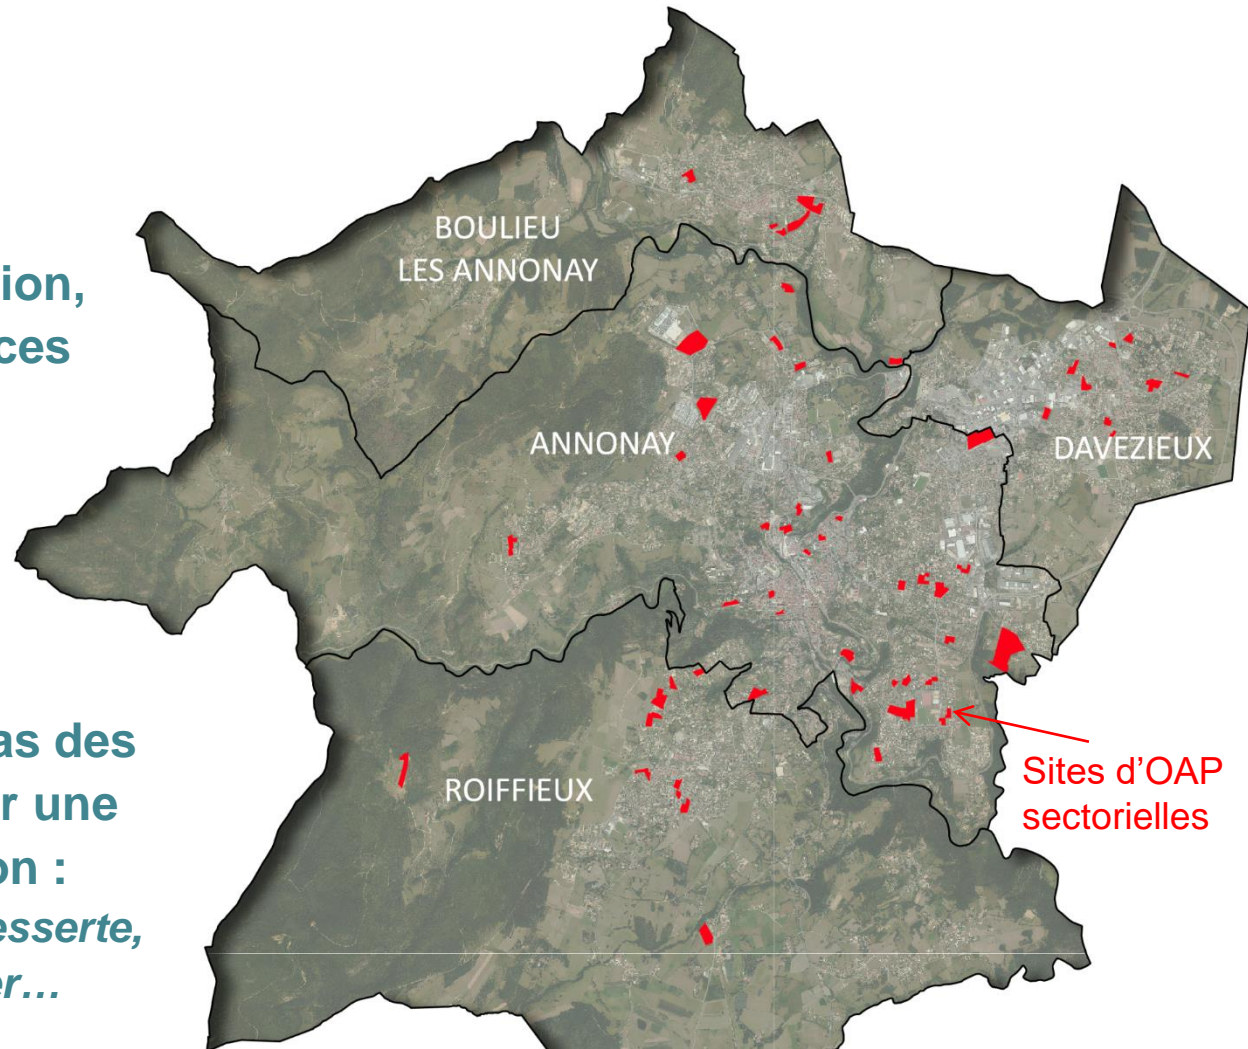 BOULIEU
LES ANNONAY
ion,
ces
ANNONAY
DAVEZIEUX
as des
r une
on :
esserte,
er…
ROIFFIEUX
Sites d’OAP
sectorielles